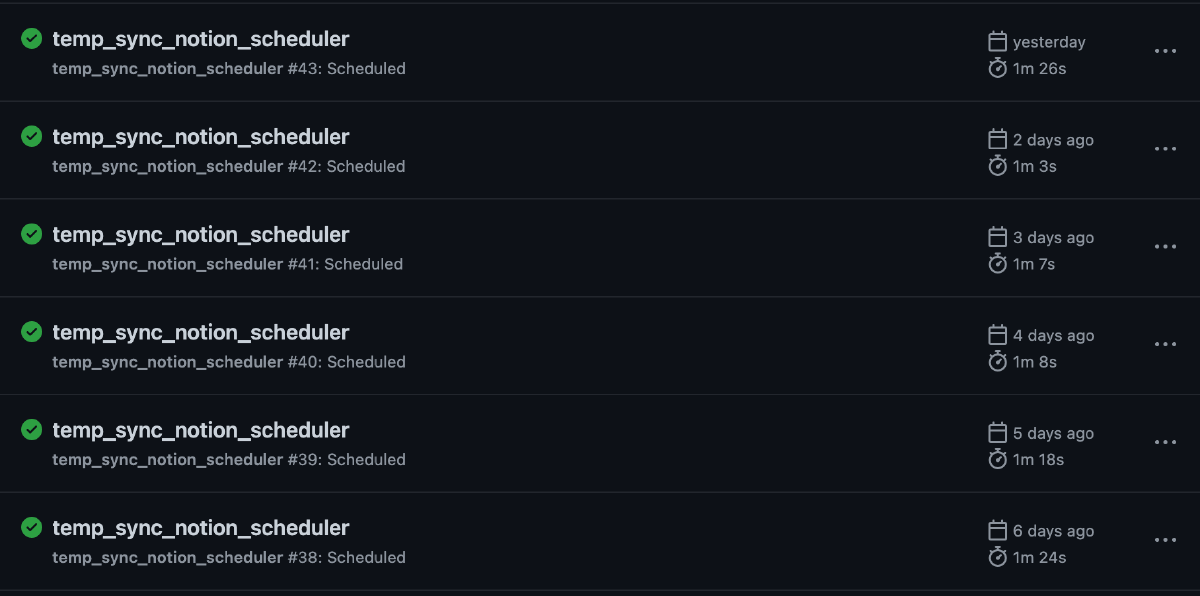 temp_sync_notion_scheduler
temp_sync_notion_scheduler #43: Scheduled
yesterday
1m 26s
temp_sync_notion_scheduler
temp_sync_notion_scheduler #42: Scheduled
2 days ago
1m 3s
temp_sync_notion_scheduler
temp_sync_notion_scheduler #41: Scheduled
3 days ago
1m 7s
temp_sync_notion_scheduler
temp_sync_notion_scheduler #40: Scheduled
4 days ago
1m 8s
temp_sync_notion_scheduler
temp_sync_notion_scheduler #39: Scheduled
5 days ago
1m 18s
temp_sync_notion_scheduler
temp_sync_notion_scheduler #38: Scheduled
6 days ago
1m 24s